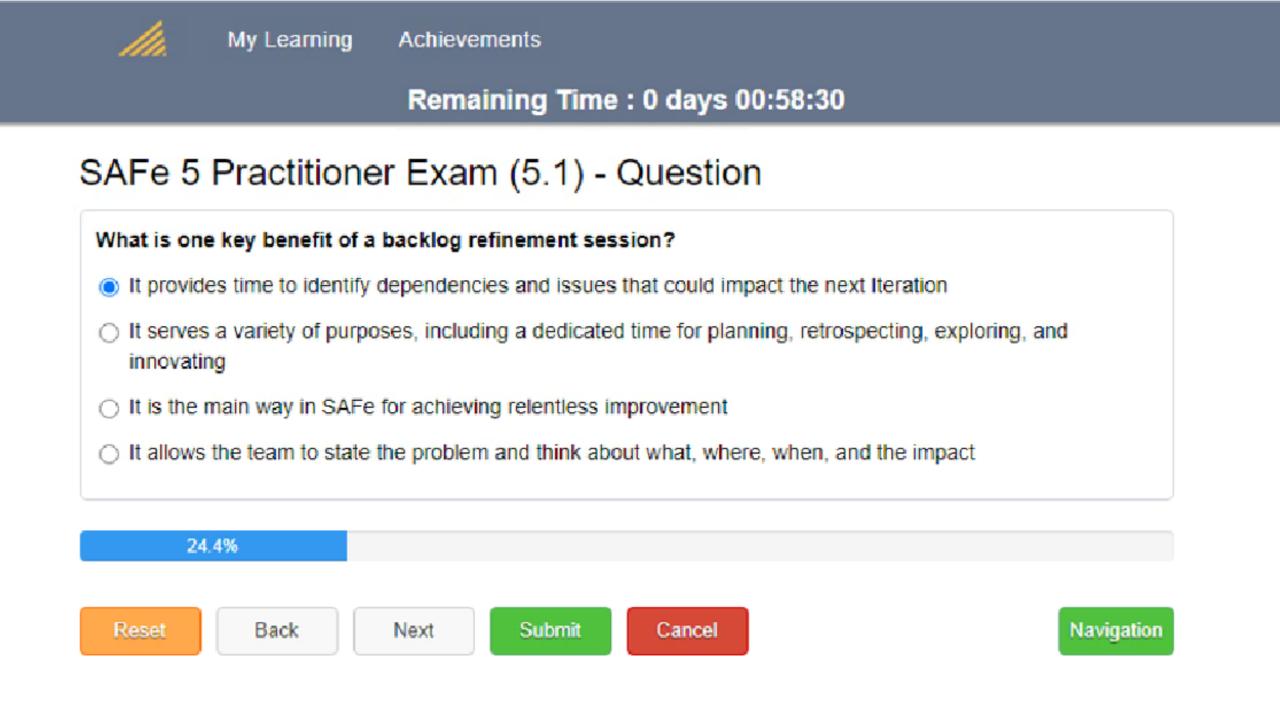 My Learning Achievements
Remaining Time : 0 days 00:58:30
SAFe 5 Practitioner Exam (5.1) - Question
What is one key benefit of a backlog refinement session?
It provides time to identify dependencies and issues that could impact the next Iteration
It serves a variety of purposes, including a dedicated time for planning, retrospecting, exploring, and
innovating
It is the main way in SAFe for achieving relentless improvement
It allows the team to state the problem and think about what, where, when, and the impact
24.4%
Reset Back Next Submit Cancel Navigation